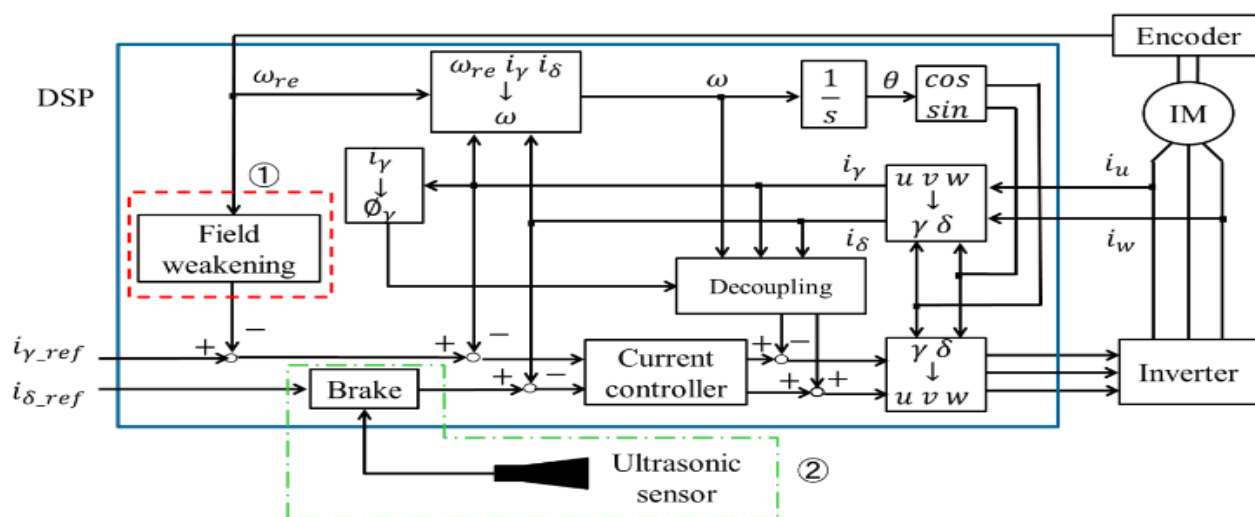 Encoder
DSP
ω_re
ω_re i_γ i_δ
↓
ω
ω
1
s
θ
cos
sin
IM
①
i_γ
↓
Ø_γ
i_γ
u v w
↓
γ δ
i_u
i_δ
i_w
Field
weakening
Decoupling
−
+
i_γ_ref
+
−
+
−
Current
controller
γ δ
↓
u v w
Inverter
i_δ_ref
Brake
+
−
+
+
Ultrasonic
sensor
②